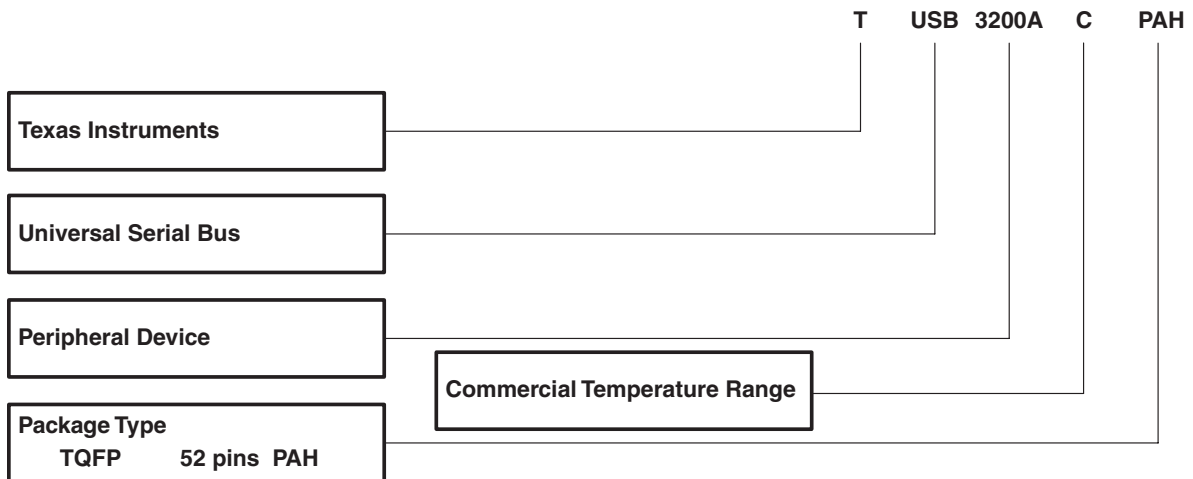 T USB 3200A C PAH
Texas Instruments
Universal Serial Bus
Peripheral Device
Commercial Temperature Range
Package Type
TQFP 52 pins PAH